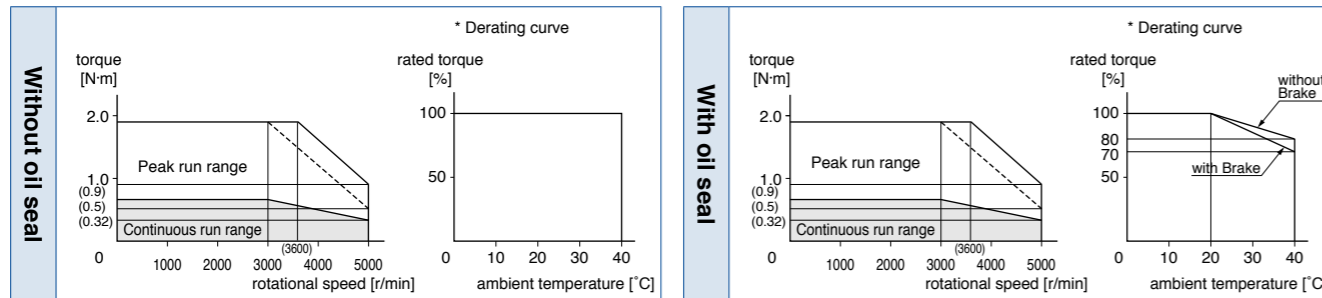 Without oil seal
* Derating curve
torque
[N·m]
2.0
1.0
(0.9)
(0.5)
(0.32)
0
Peak run range
Continuous run range
(3600)
1000 2000 3000 4000 5000
rotational speed [r/min]
rated torque
[%]
100
50
0 10 20 30 40
ambient temperature [˚C]
With oil seal
* Derating curve
torque
[N·m]
2.0
1.0
(0.9)
(0.5)
(0.32)
0
Peak run range
Continuous run range
(3600)
1000 2000 3000 4000 5000
rotational speed [r/min]
rated torque
[%]
without
Brake
100
80
70
50
with Brake
0 10 20 30 40
ambient temperature [˚C]